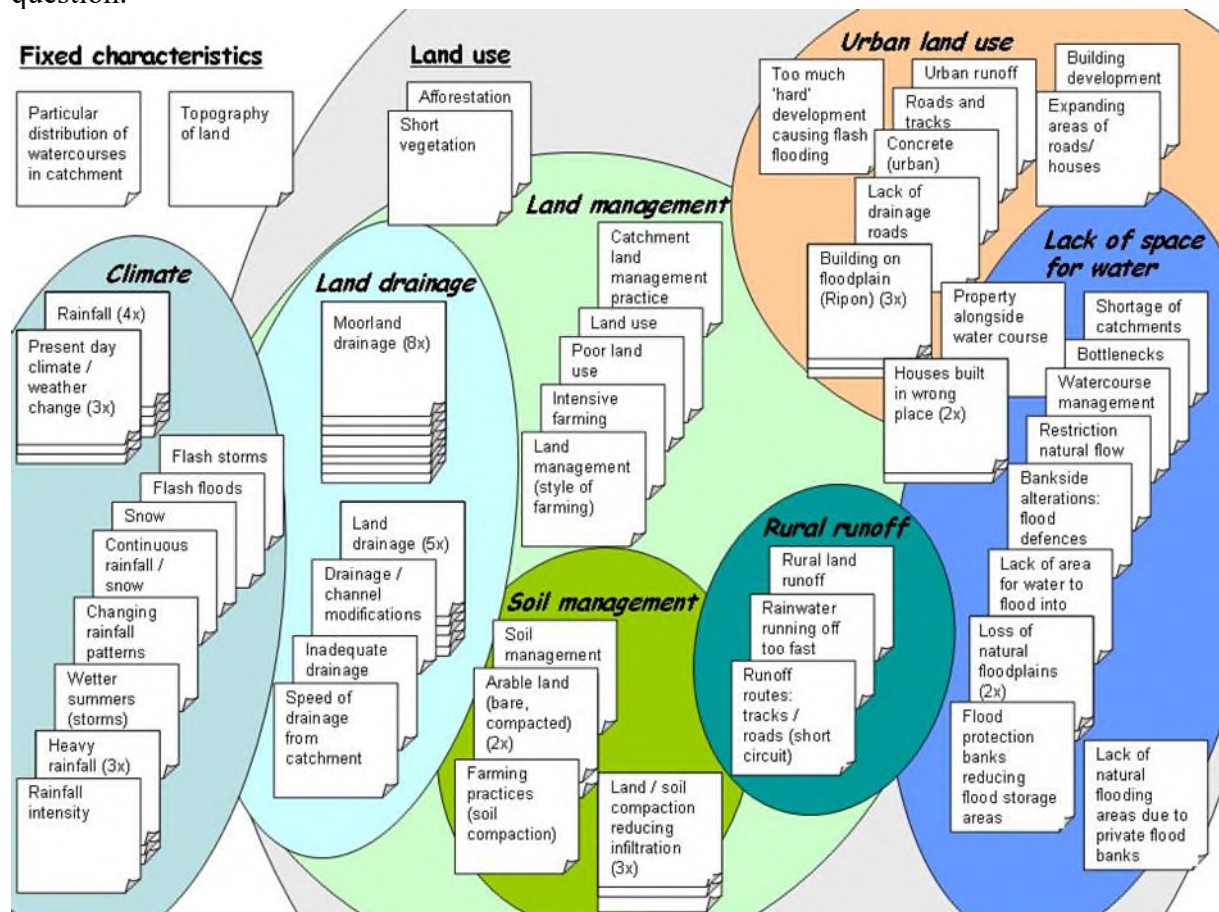 question.
Fixed characteristics
Particular
distribution of
watercourses
in catchment
Topography
of land
Land use
Afforestation
Short
vegetation
Urban land use
Too much
'hard'
development
causing flash
flooding
Urban runoff
Roads and
tracks
Concrete
(urban)
Lack of
drainage
roads
Building on
floodplain
(Ripon) (3x)
Building
development
Expanding
areas of
roads/
houses
Climate
Rainfall (4x)
Present day
climate /
weather
change (3x)
Flash storms
Flash floods
Snow
Continuous
rainfall /
snow
Changing
rainfall
patterns
Wetter
summers
(storms)
Heavy
rainfall (3x)
Rainfall
intensity
Land drainage
Moorland
drainage (8x)
Land
drainage (5x)
Drainage /
channel
modifications
Inadequate
drainage
Speed of
drainage
from
catchment
Land management
Catchment
land
management
practice
Land use
Poor land
use
Intensive
farming
Land
management
(style of
farming)
Soil management
Soil
management
Arable land
(bare,
compacted)
(2x)
Farming
practices
(soil
compaction)
Land / soil
compaction
reducing
infiltration
(3x)
Rural runoff
Rural land
runoff
Rainwater
running off
too fast
Runoff
routes:
tracks /
roads (short
circuit)
Lack of space
for water
Property
alongside
water course
Houses built
in wrong
place (2x)
Shortage of
catchments
Bottlenecks
Watercourse
management
Restriction
natural flow
Bankside
alterations:
flood
defences
Lack of area
for water to
flood into
Loss of
natural
floodplains
(2x)
Flood
protection
banks
reducing
flood storage
areas
Lack of
natural
flooding
areas due to
private flood
banks